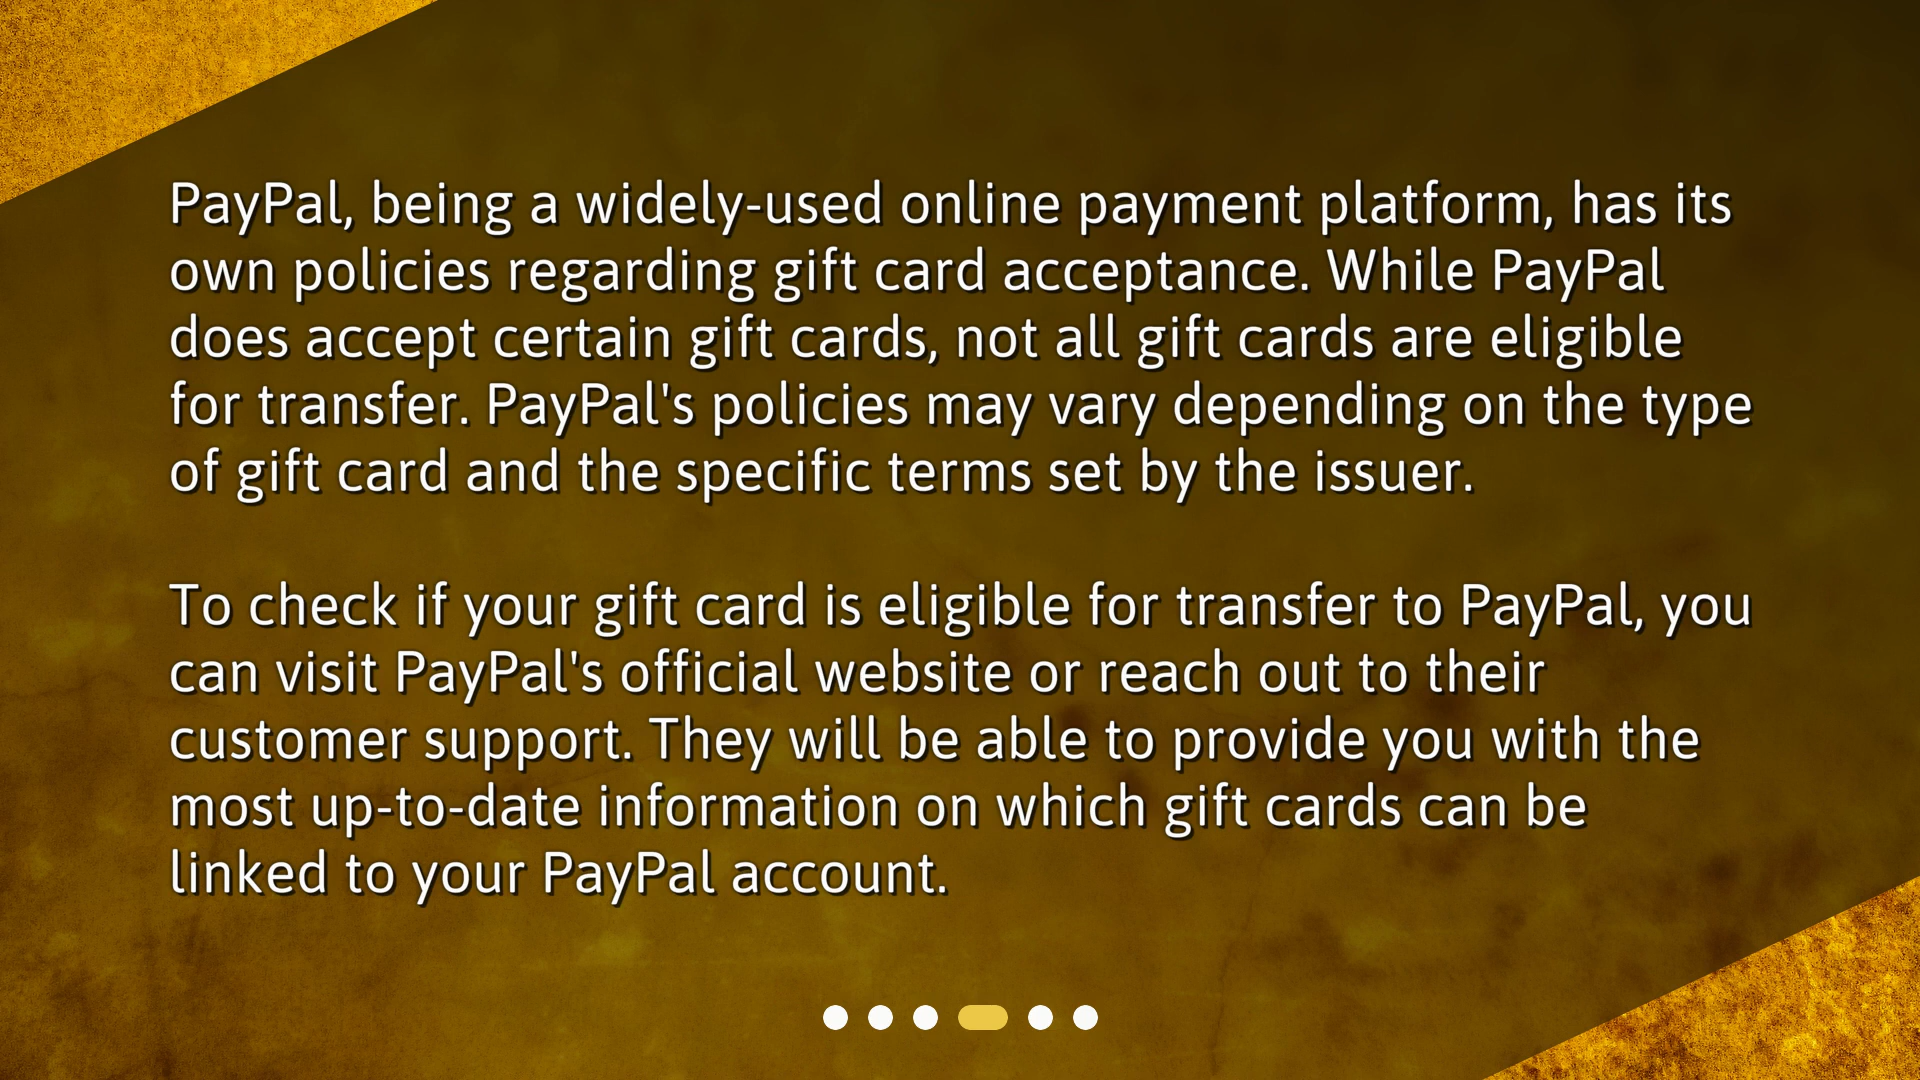 PayPal, being a widely-used online payment platform, has its
own policies regarding gift card acceptance. While PayPal
does accept certain gift cards, not all gift cards are eligible
for transfer. PayPal's policies may vary depending on the type
of gift card and the specific terms set by the issuer.
To check if your gift card is eligible for transfer to PayPal, you
can visit PayPal's official website or reach out to their
customer support. They will be able to provide you with the
most up-to-date information on which gift cards can be
linked to your PayPal account.